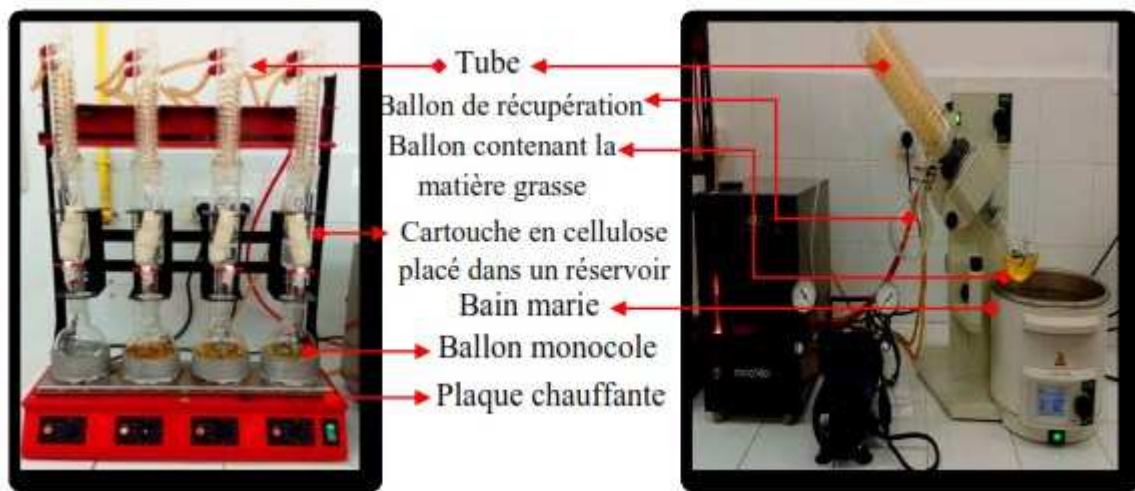 Tube
Ballon de récupération
Ballon contenant la
matière grasse
Cartouche en cellulose
placé dans un réservoir
Bain marie
Ballon monocole
Plaque chauffante